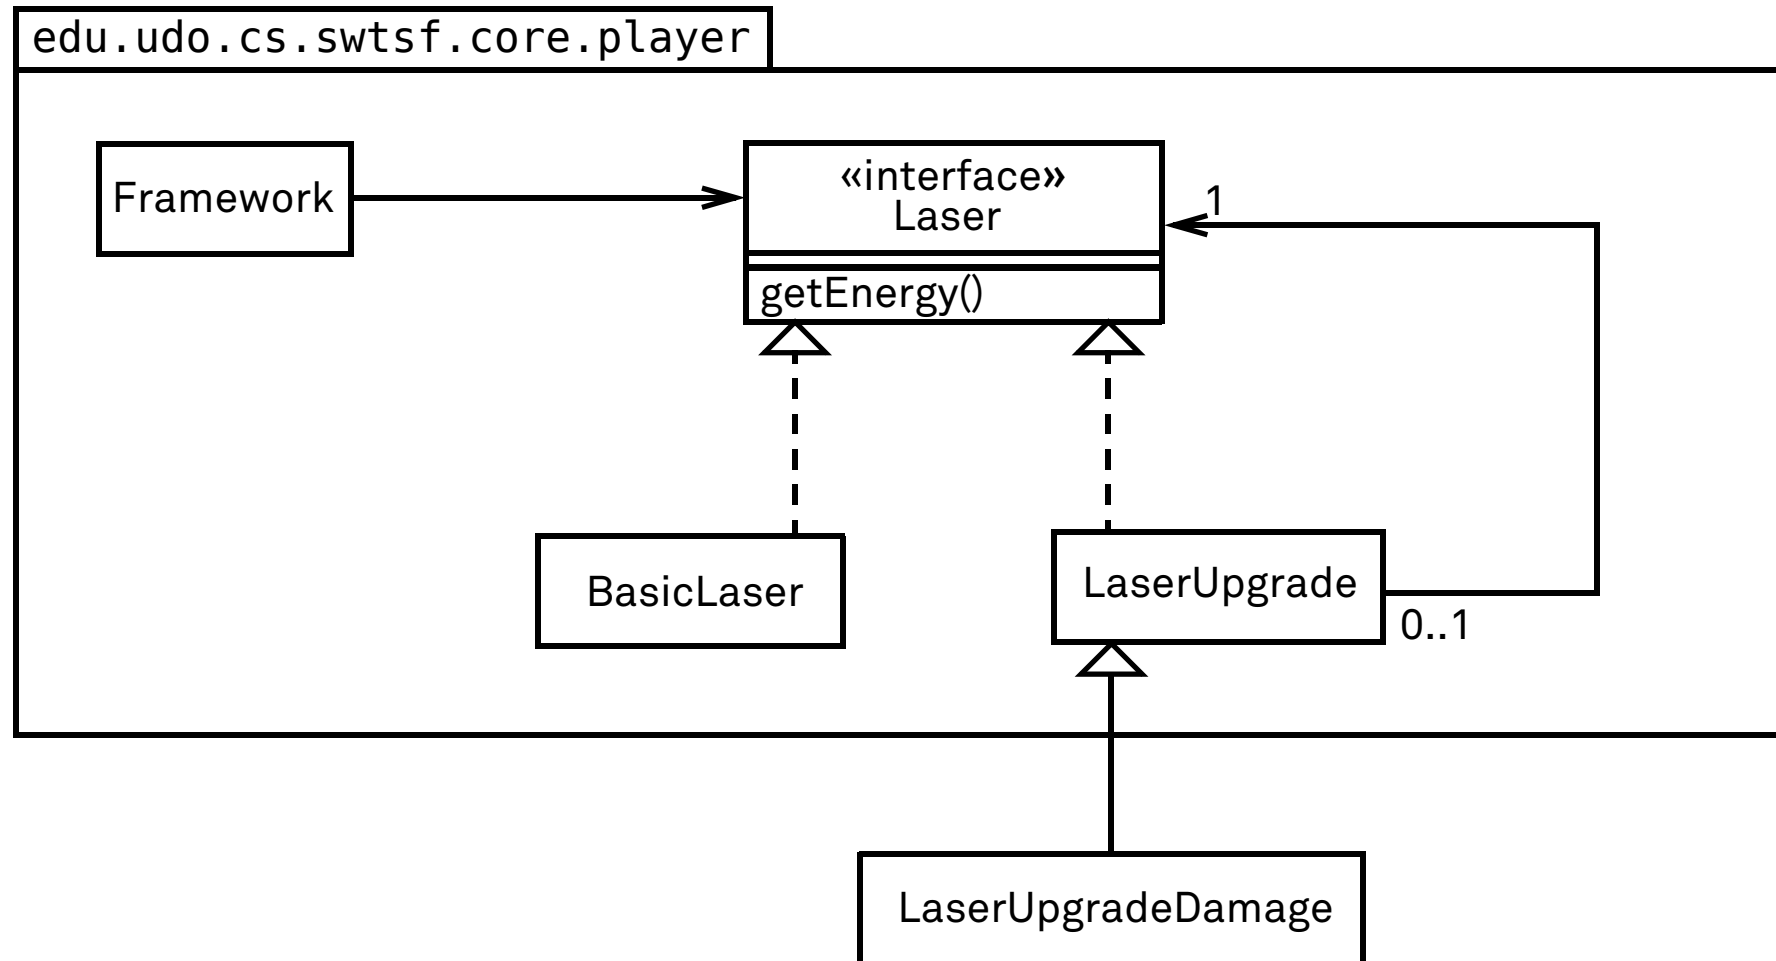 edu.udo.cs.swtsf.core.player
Framework
«interface»
Laser
1
getEnergy()
BasicLaser
LaserUpgrade
0..1
LaserUpgradeDamage